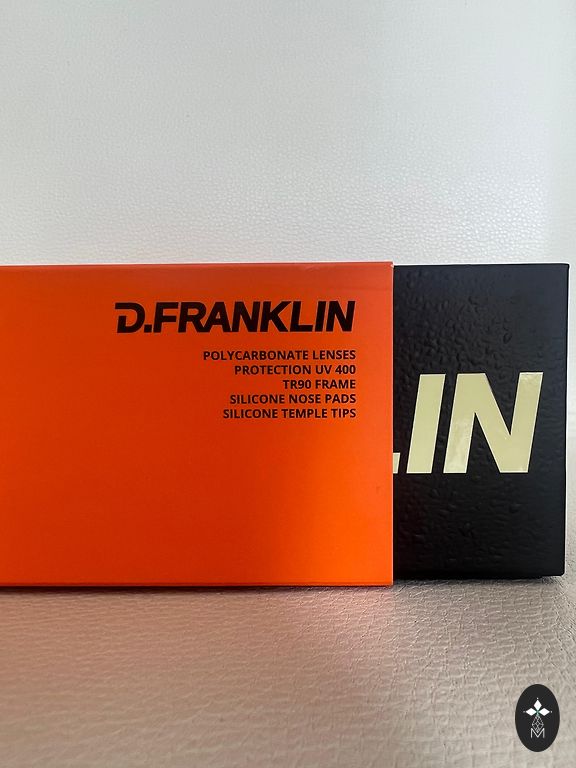 D.FRANKLIN
POLYCARBONATE LENSES
PROTECTION UV 400
TR90 FRAME
SILICONE NOSE PADS
SILICONE TEMPLE TIPS
LIN
M